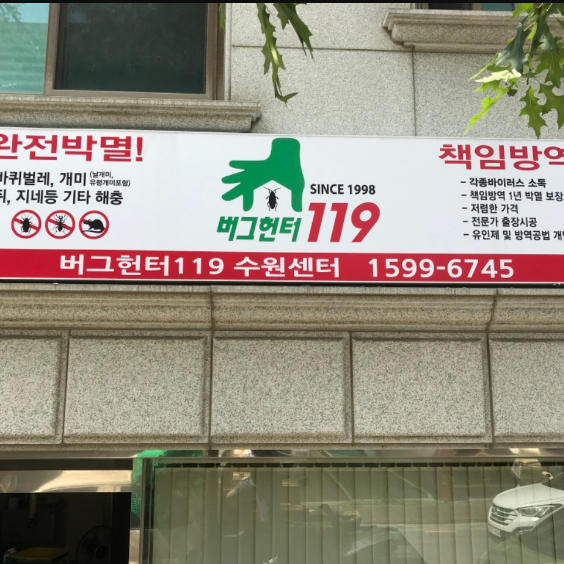 완전박멸!
바퀴벌레, 개미 (날개미, 유령개미포함)
쥐, 지네등 기타 해충
SINCE 1998
버그헌터 119
책임방역
- 각종바이러스 소독
- 책임방역 1년 박멸 보장
- 저렴한 가격
- 전문가 출장시공
- 유인제 및 방역공법 개발
버그헌터119 수원센터 1599-6745